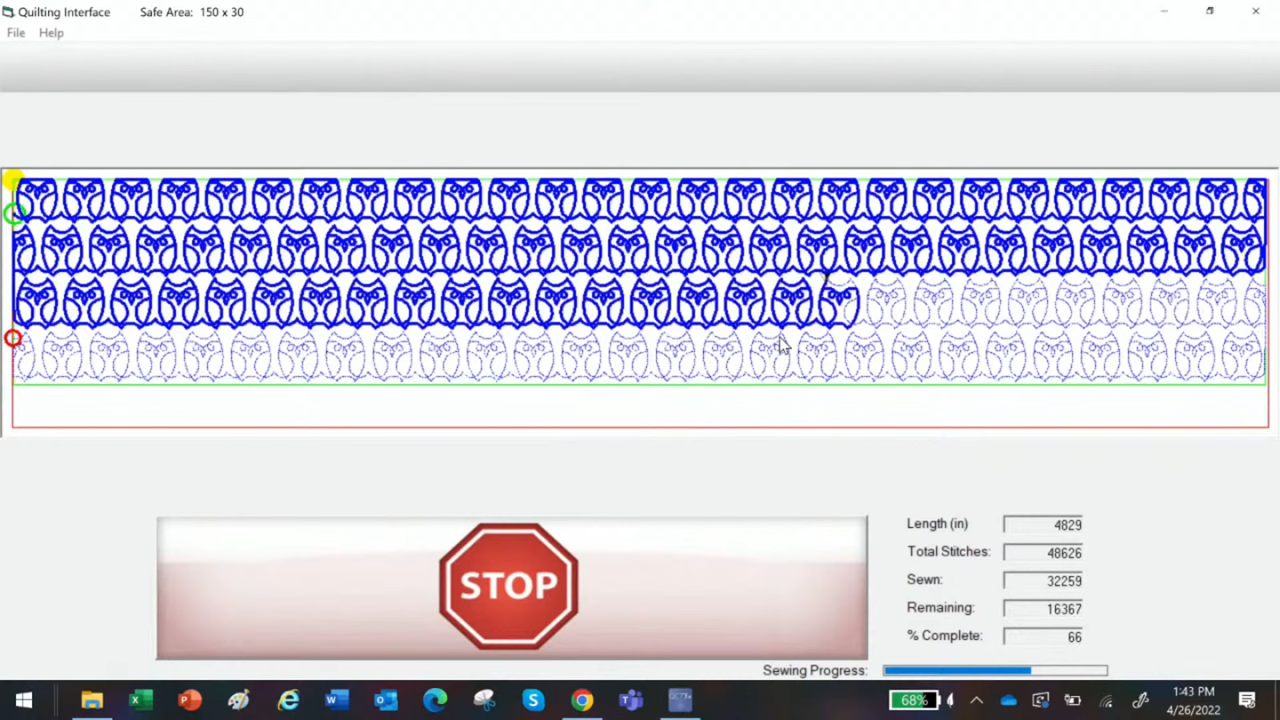 Quilting Interface Safe Area: 150 x 30
File Help
STOP
Length (in) 4829
Total Stitches: 48626
Sewn: 32259
Remaining: 16367
% Complete: 66
Sewing Progress:
68% 1:43 PM
4/26/2022